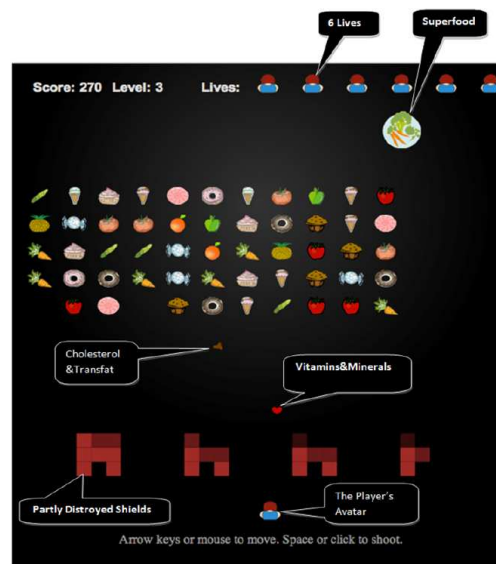 6 Lives
Superfood
Score: 270 Level: 3 Lives:
Cholesterol
&Transfat
Vitamins&Minerals
Partly Distroyed Shields
The Player's
Avatar
Arrow keys or mouse to move. Space or click to shoot.